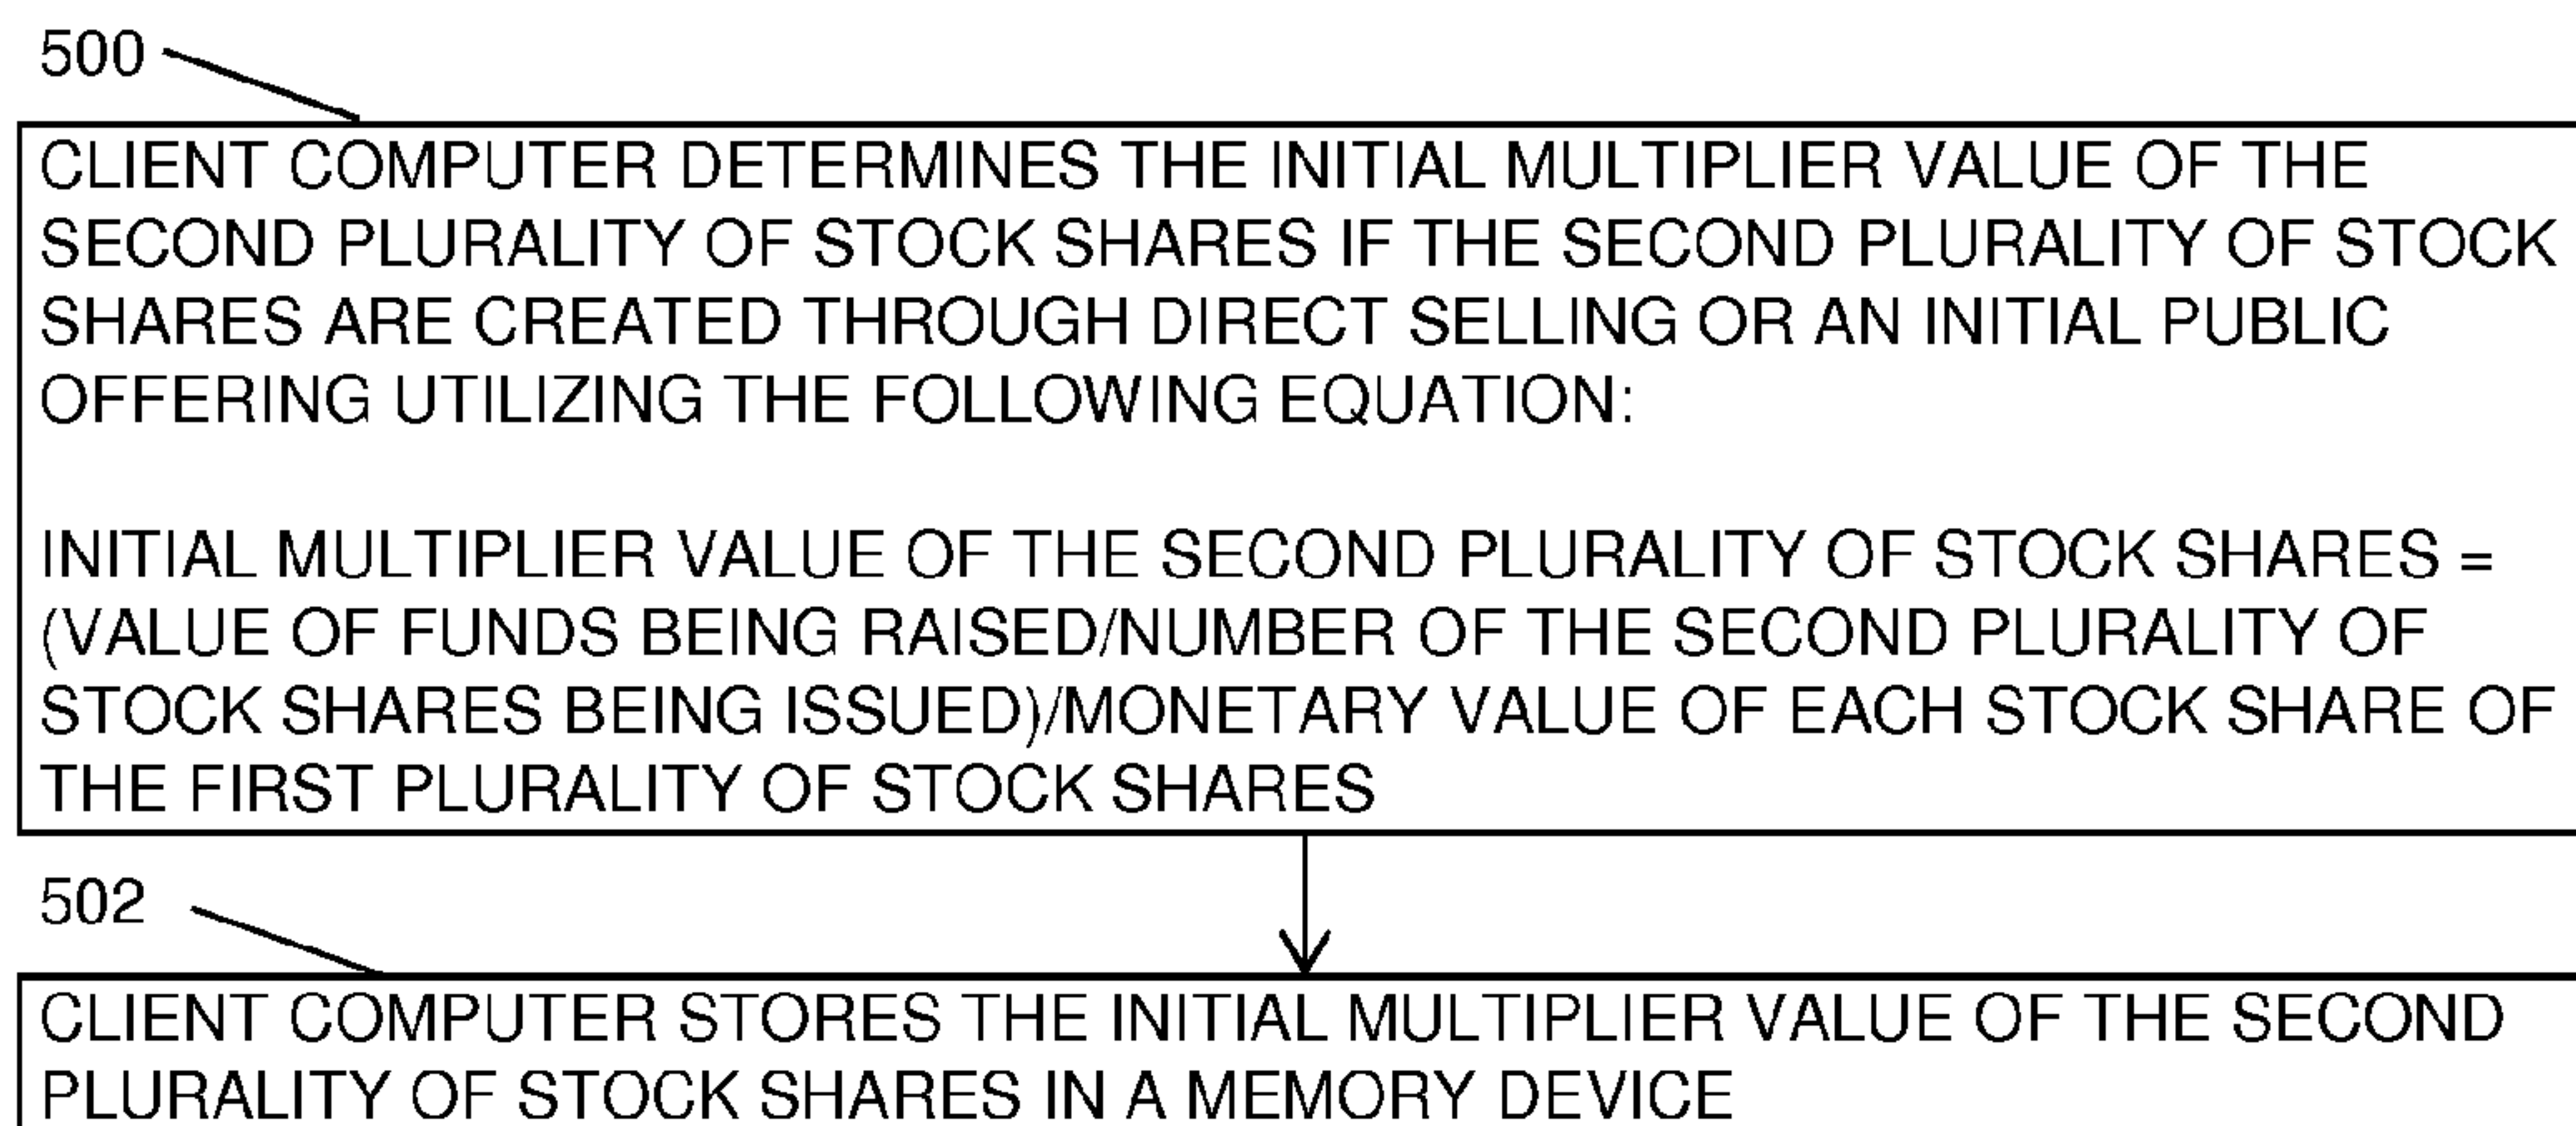 500
CLIENT COMPUTER DETERMINES THE INITIAL MULTIPLIER VALUE OF THE
SECOND PLURALITY OF STOCK SHARES IF THE SECOND PLURALITY OF STOCK
SHARES ARE CREATED THROUGH DIRECT SELLING OR AN INITIAL PUBLIC
OFFERING UTILIZING THE FOLLOWING EQUATION:
INITIAL MULTIPLIER VALUE OF THE SECOND PLURALITY OF STOCK SHARES =
(VALUE OF FUNDS BEING RAISED/NUMBER OF THE SECOND PLURALITY OF
STOCK SHARES BEING ISSUED)/MONETARY VALUE OF EACH STOCK SHARE OF
THE FIRST PLURALITY OF STOCK SHARES
502
CLIENT COMPUTER STORES THE INITIAL MULTIPLIER VALUE OF THE SECOND
PLURALITY OF STOCK SHARES IN A MEMORY DEVICE